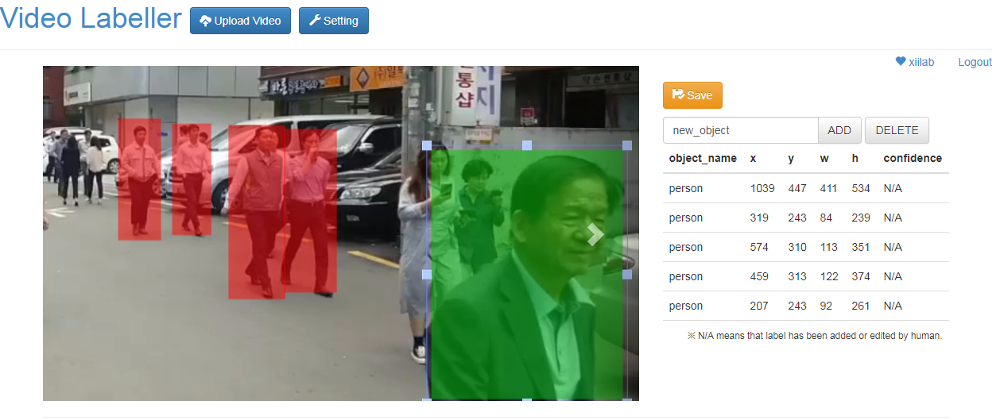 Video Labeller Upload Video Setting
xiilab Logout
Save
new_object ADD DELETE
object_name x y w h confidence
person 1039 447 411 534 N/A
person 319 243 84 239 N/A
person 574 310 113 351 N/A
person 459 313 122 374 N/A
person 207 243 92 261 N/A
※ N/A means that label has been added or edited by human.
통
샵
지